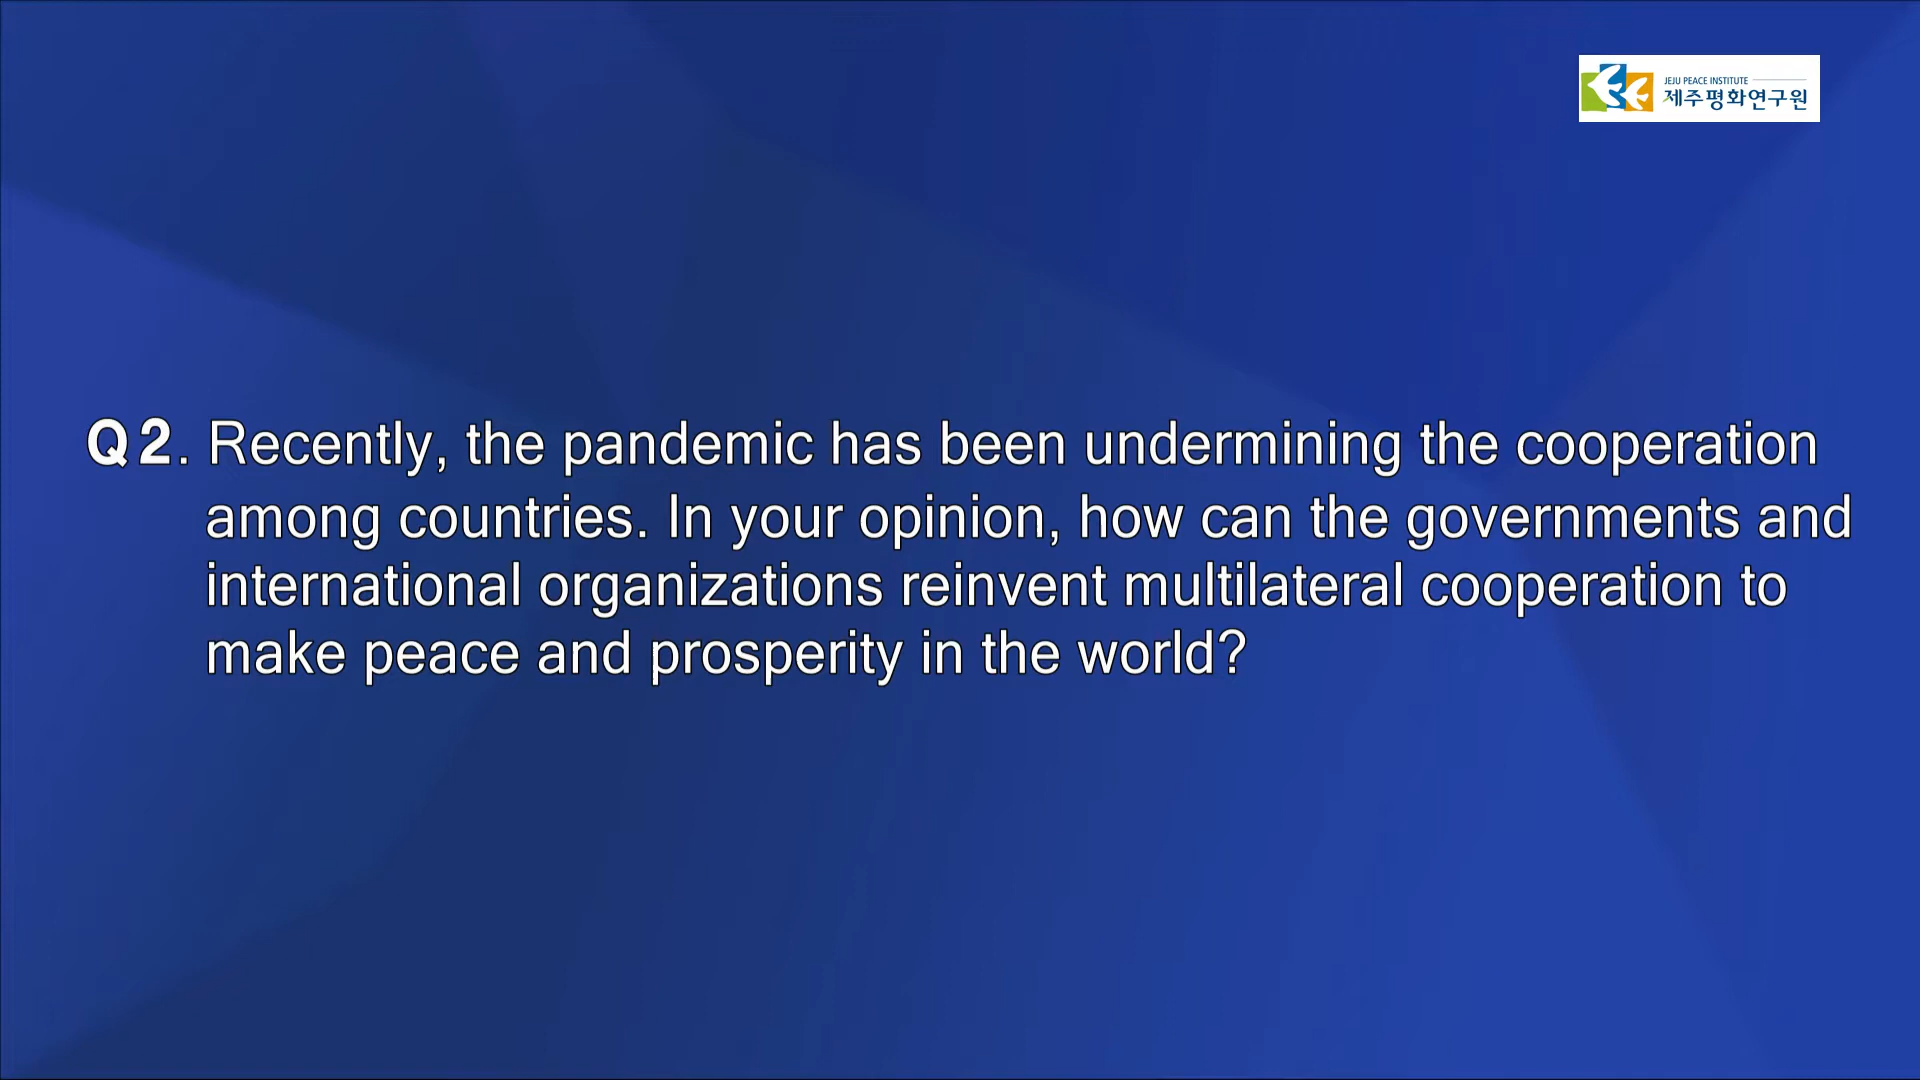 JEJU PEACE INSTITUTE
제주평화연구원
Q2. Recently, the pandemic has been undermining the cooperation
among countries. In your opinion, how can the governments and
international organizations reinvent multilateral cooperation to
make peace and prosperity in the world?